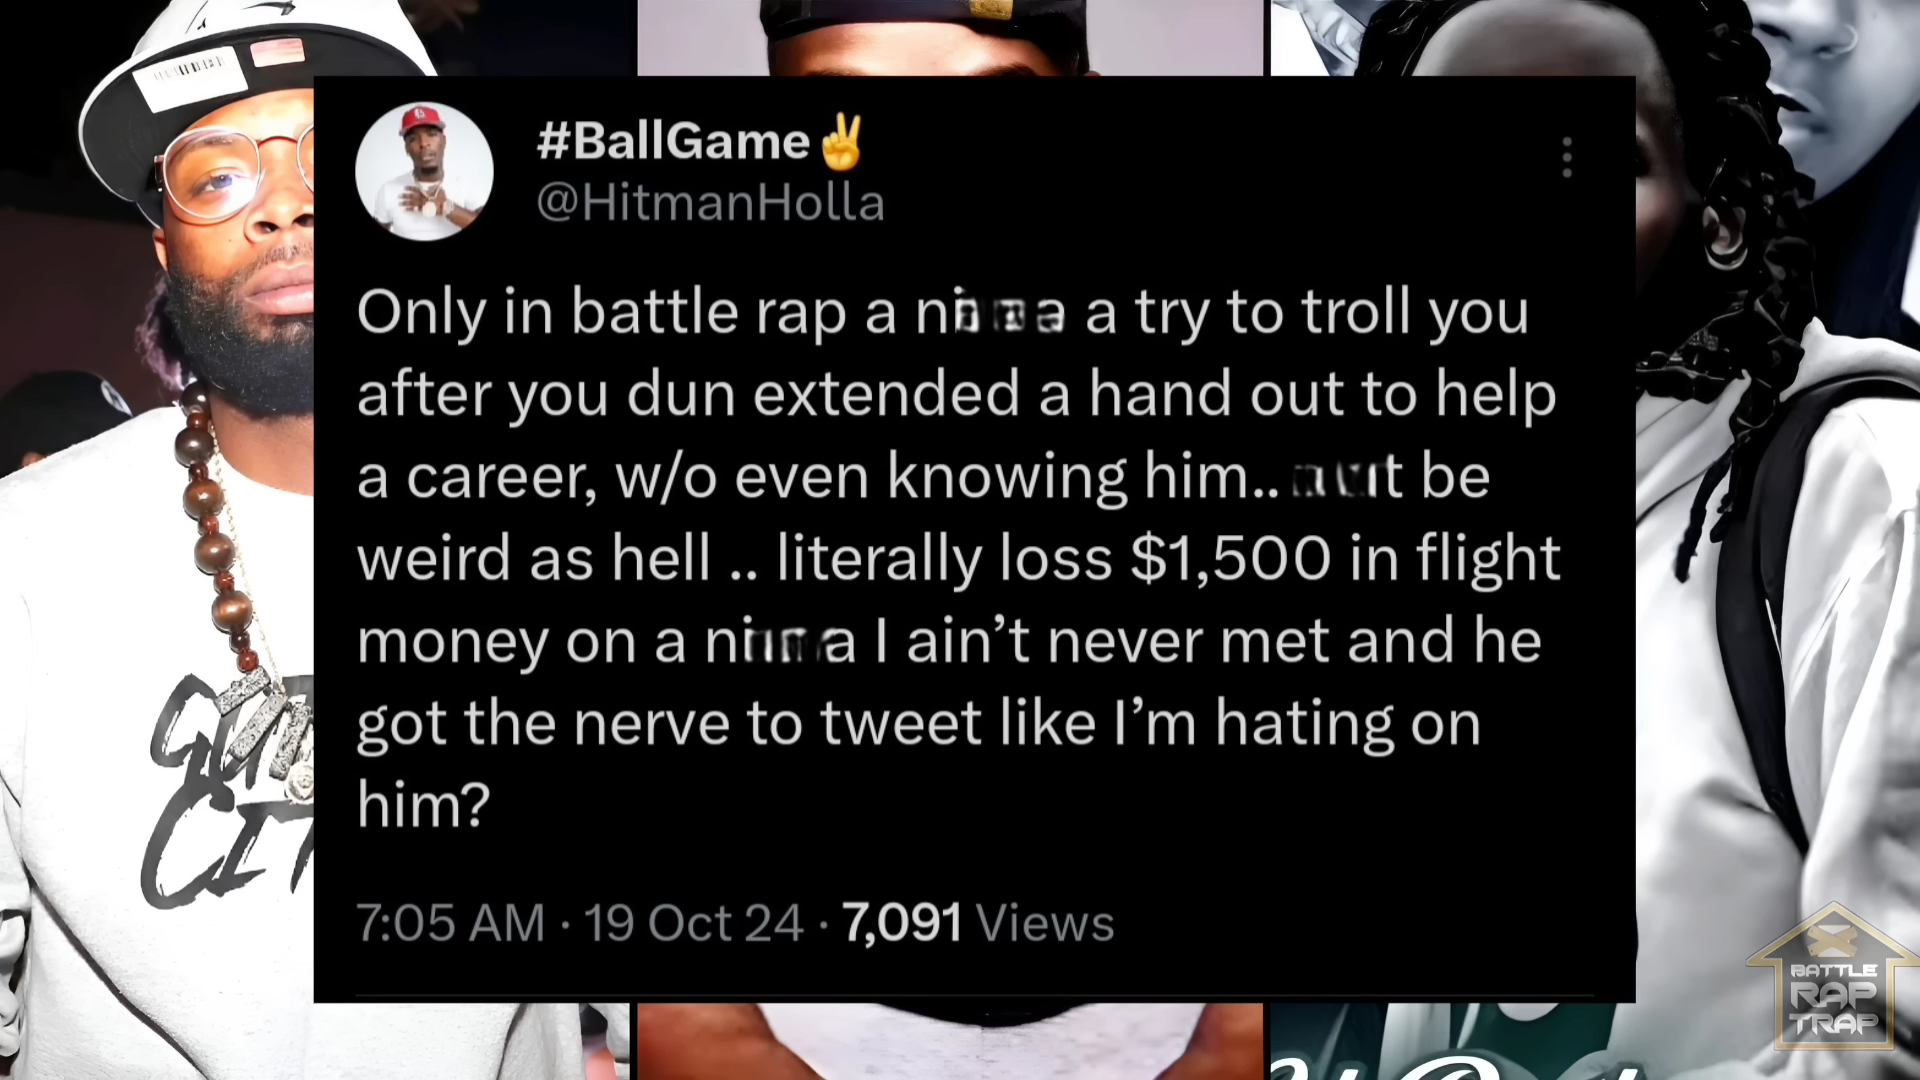 #BallGame✌️
@HitmanHolla
Only in battle rap a a try to troll you
after you dun extended a hand out to help
a career, w/o even knowing him.. be
weird as hell .. literally loss $1,500 in flight
money on a I ain't never met and he
got the nerve to tweet like I'm hating on
him?
7:05 AM · 19 Oct 24 · 7,091 Views
BATTLE
RAP
TRAP